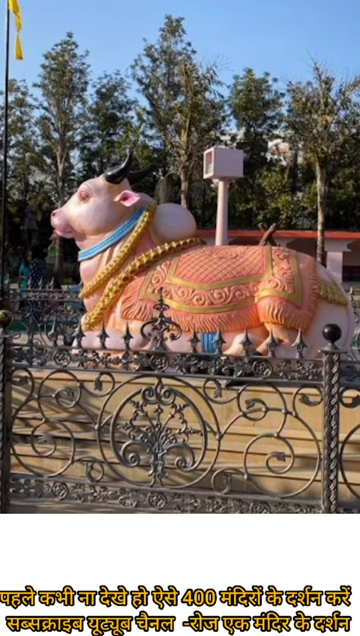 पहले कभी ना देखे हो ऐसे 400 मंदिरों के दर्शन करें
सब्सक्राइब यूट्यूब चैनल -रोज एक मंदिर के दर्शन